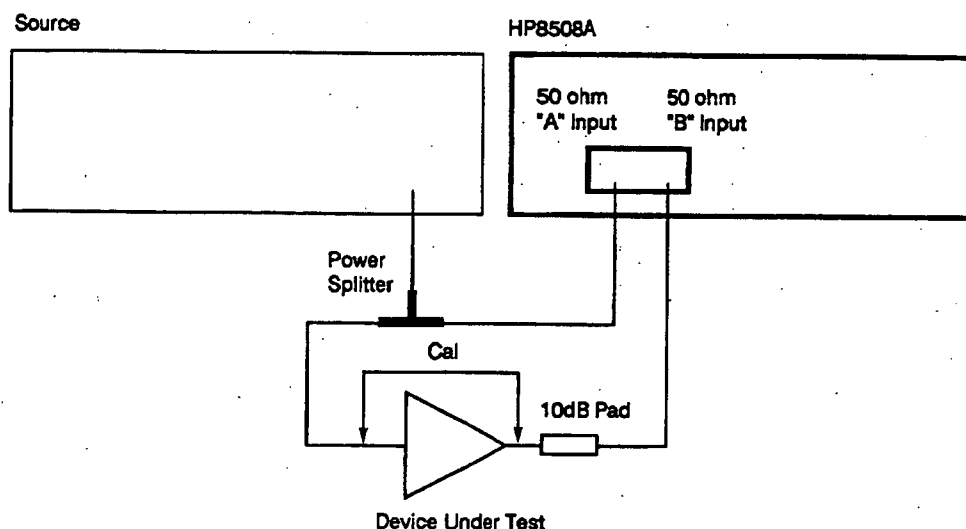 Source
HP8508A
50 ohm
"A" Input
50 ohm
"B" Input
Power
Splitter
Cal
10dB Pad
Device Under Test